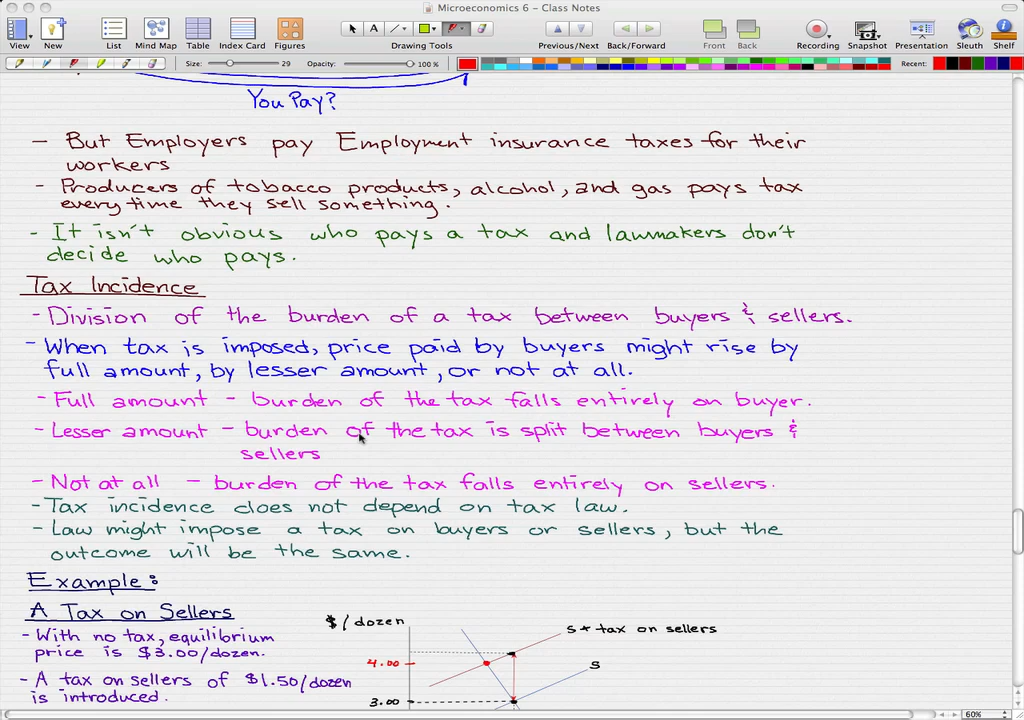 Microeconomics 6 – Class Notes
View
New
List
Mind Map
Table
Index Card
Figures
Drawing Tools
Previous/Next
Back/Forward
Front
Back
Recording
Snapshot
Presentation
Sleuth
Shelf
Size:
29
Opacity:
100 %
Recent:
You Pay?
– But Employers pay Employment insurance taxes for their
workers
- Producers of tobacco products, alcohol, and gas pays tax
every time they sell something.
- It isn't obvious who pays a tax and lawmakers don't
decide who pays.
Tax Incidence
- Division of the burden of a tax between buyers & sellers.
- When tax is imposed, price paid by buyers might rise by
full amount, by lesser amount, or not at all.
- Full amount - burden of the tax falls entirely on buyer.
- Lesser amount - burden of the tax is split between buyers &
sellers
- Not at all - burden of the tax falls entirely on sellers.
- Tax incidence does not depend on tax law.
- Law might impose a tax on buyers or sellers, but the
outcome will be the same.
Example:
A Tax on Sellers
- With no tax, equilibrium
price is $3.00/dozen.
- A tax on sellers of $1.50/dozen
is introduced.
$/dozen
S + tax on sellers
S
4.00
3.00
60%